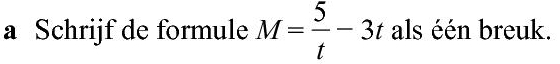 a Schrijf de formule M = 5/t − 3t als één breuk.